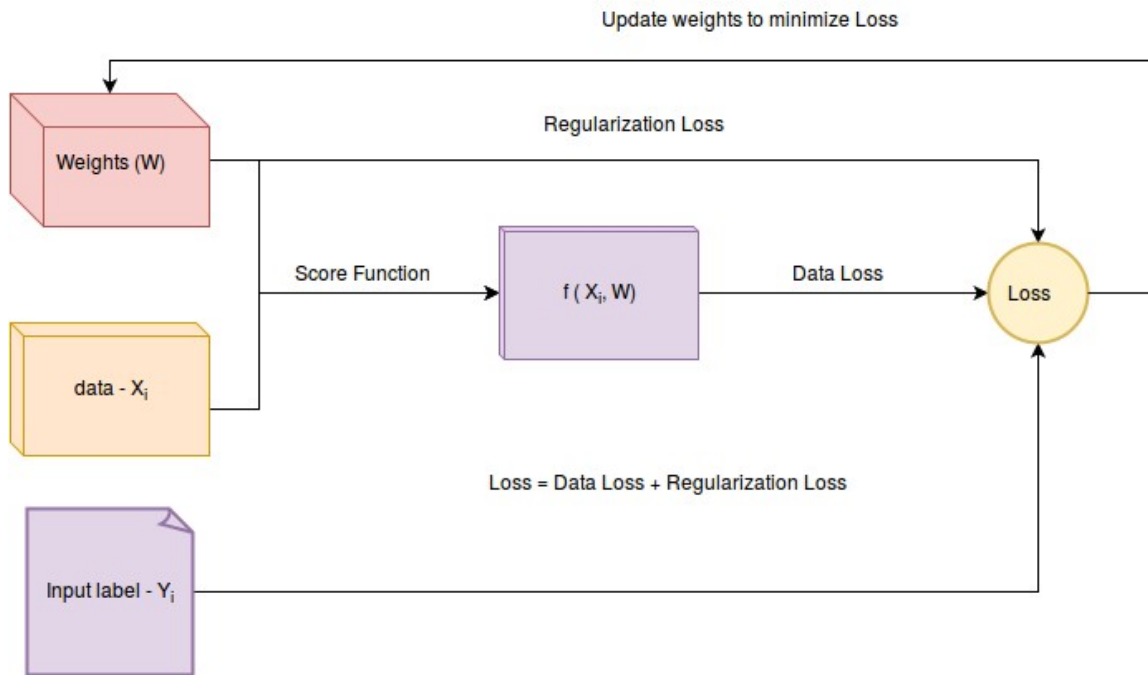 Update weights to minimize Loss
Regularization Loss
Weights (W)
Score Function
f ( Xᵢ, W)
Data Loss
Loss
data - Xᵢ
Loss = Data Loss + Regularization Loss
Input label - Yᵢ